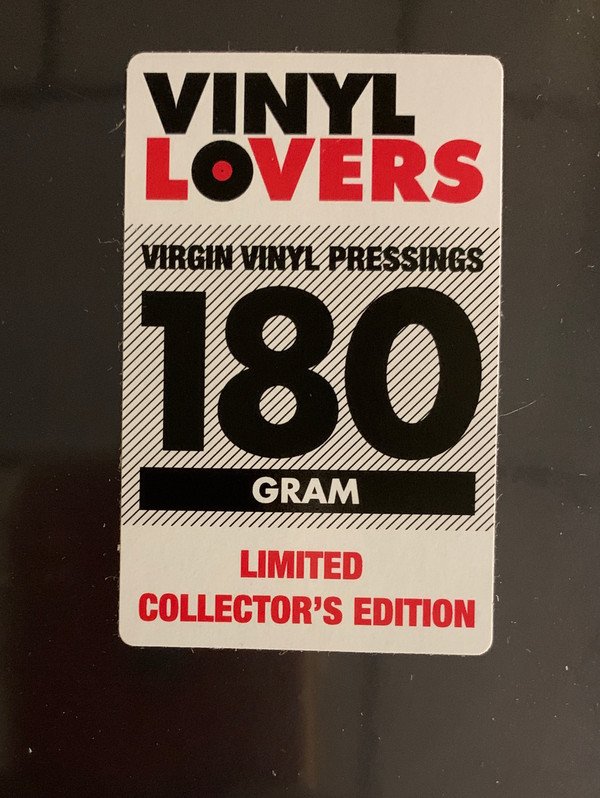 VINYL
LOVERS
VIRGIN VINYL PRESSINGS
180
GRAM
LIMITED
COLLECTOR'S EDITION